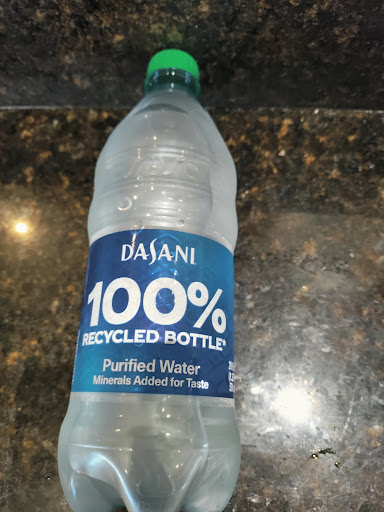 DASANI
100%
RECYCLED BOTTLE*
Purified Water
Minerals Added for Taste